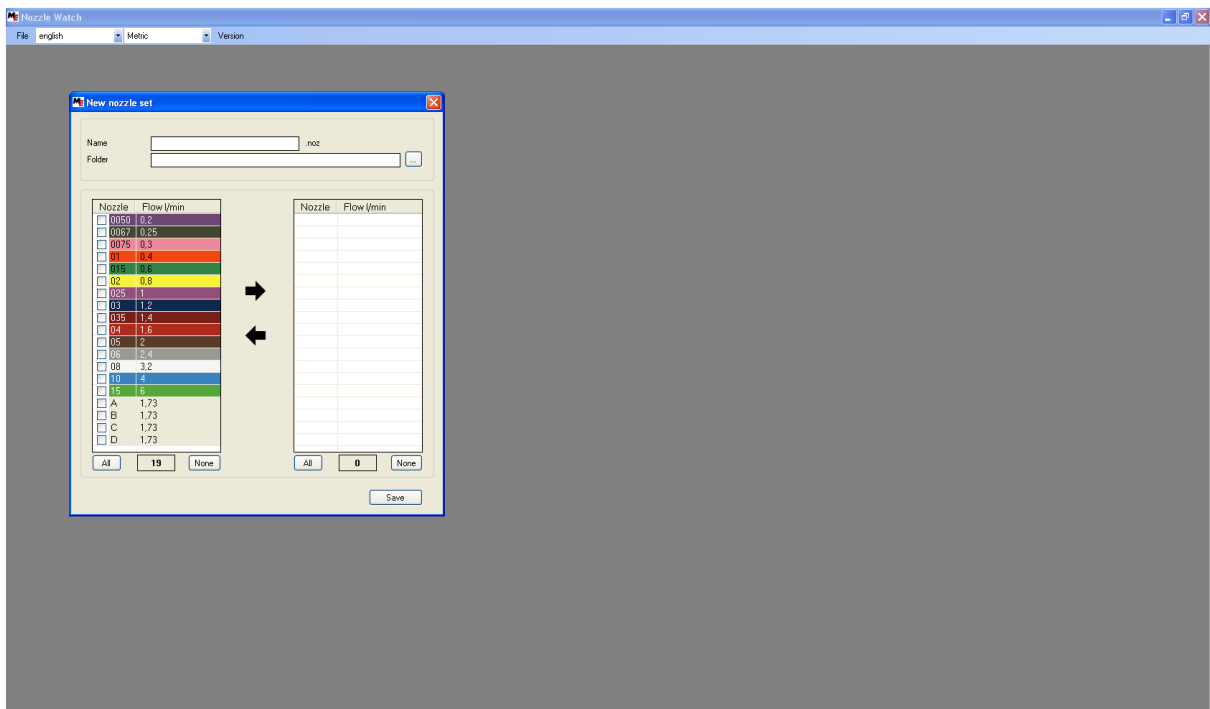 ME Nozzle Watch
File english Metric Version
ME New nozzle set
Name .noz
Folder ...
Nozzle Flow l/min Nozzle Flow l/min
0050 0,2
0067 0,25
0075 0,3
01 0,4
015 0,6
02 0,8
025 1
03 1,2
035 1,4
04 1,6
05 2
06 2,4
08 3,2
10 4
15 6
A 1,73
B 1,73
C 1,73
D 1,73
All 19 None All 0 None
Save